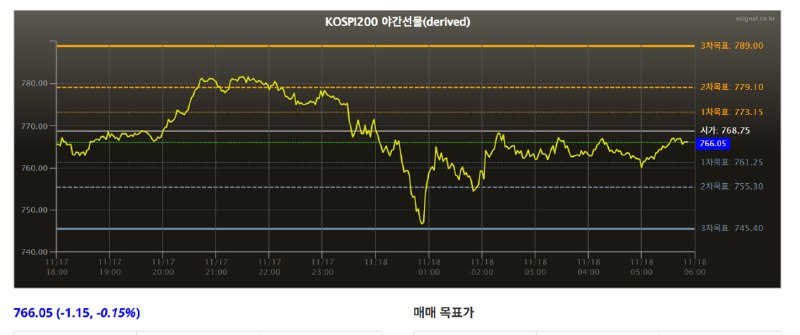 KOSPI200 야간선물(derived)
esignal.co.kr
3차목표: 789.00
780.00
2차목표: 779.10
1차목표: 773.15
770.00
시가: 768.75
766.05
760.00
1차목표: 761.25
2차목표: 755.30
750.00
3차목표: 745.40
740.00
11/17 11/17 11/17 11/17 11/17 11/17 11/18 11/18 11/18 11/18 11/18 11/18 11/18
18:00 19:00 20:00 21:00 22:00 23:00 00:00 01:00 02:00 03:00 04:00 05:00 06:00
766.05 (-1.15, -0.15%)
매매 목표가